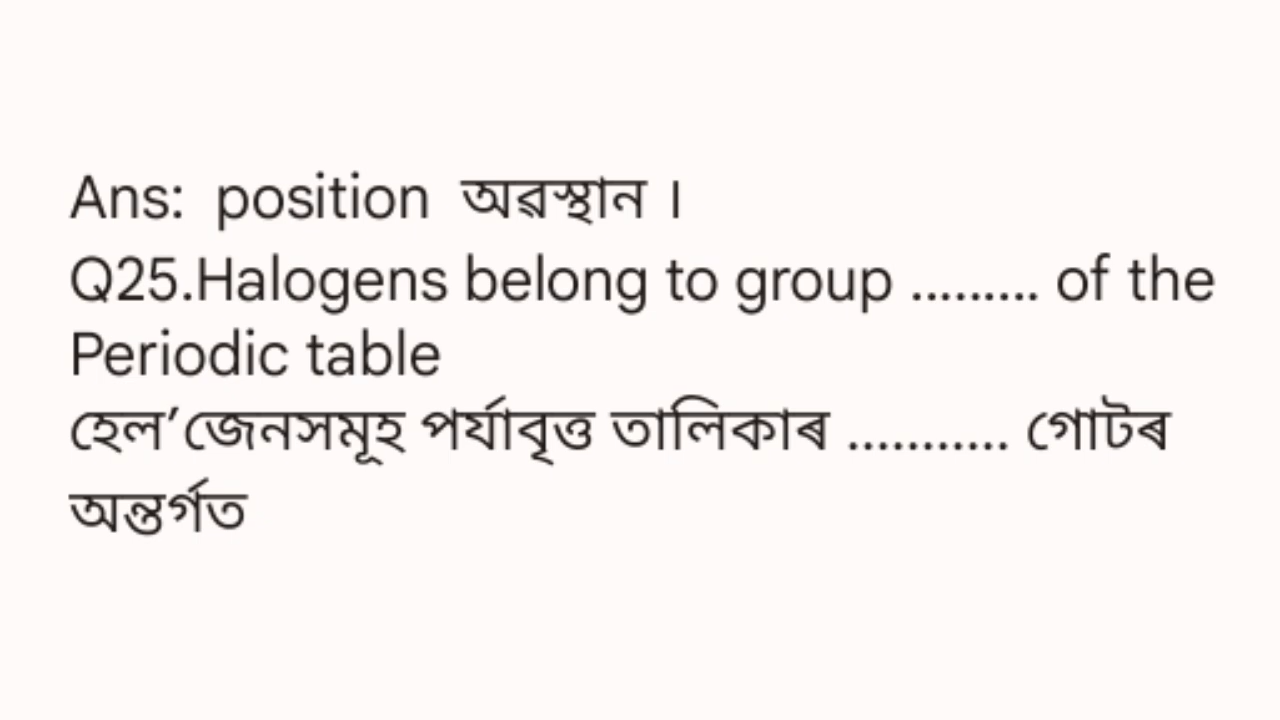 Ans:  position  অৱস্থান ।
Q25.Halogens belong to group ......... of the
Periodic table
হেল’জেনসমূহ পৰ্যাবৃত্ত তালিকাৰ ........... গোটৰ
অন্তৰ্গত